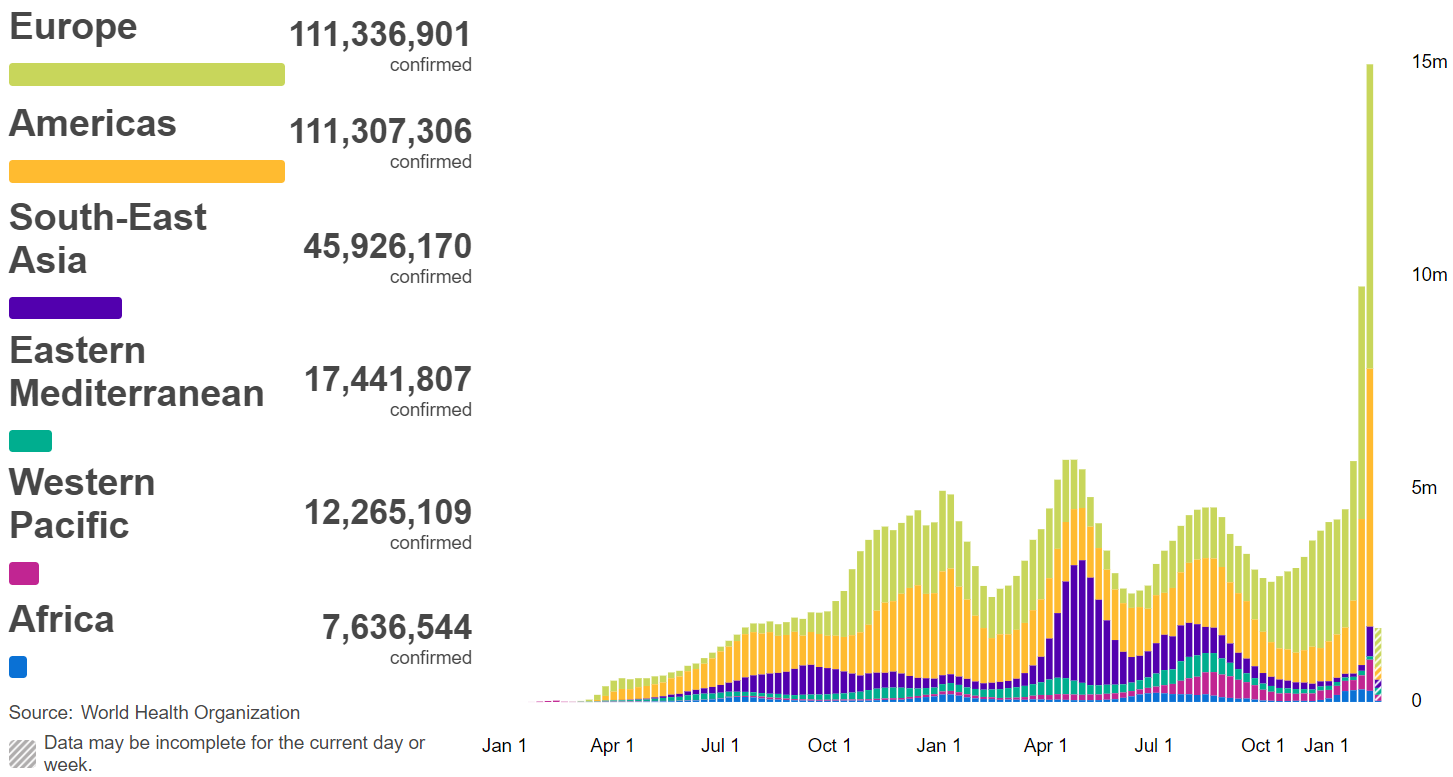 Europe
111,336,901
confirmed
Americas
111,307,306
confirmed
South-East
Asia
45,926,170
confirmed
Eastern
Mediterranean
17,441,807
confirmed
Western
Pacific
12,265,109
confirmed
Africa
7,636,544
confirmed
Source: World Health Organization
Data may be incomplete for the current day or
week.
15m
10m
5m
0
Jan 1 Apr 1 Jul 1 Oct 1 Jan 1 Apr 1 Jul 1 Oct 1 Jan 1